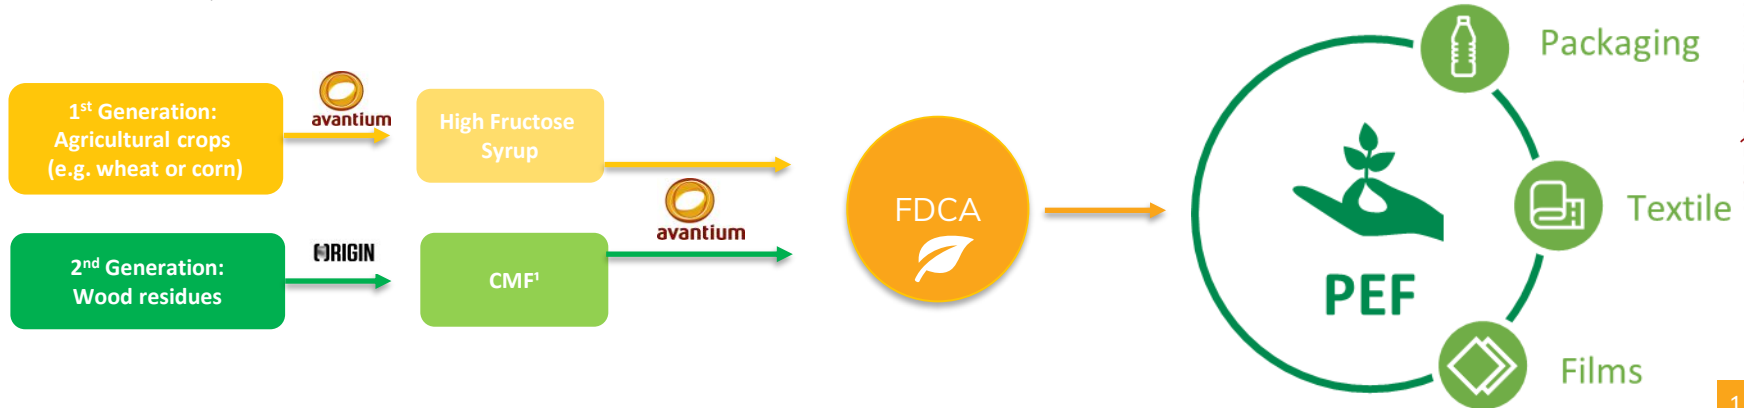 1st Generation:
Agricultural crops
(e.g. wheat or corn)
avantium
High Fructose
Syrup
2nd Generation:
Wood residues
ORIGIN
CMF¹
avantium
FDCA
PEF
Packaging
Textile
Films
1